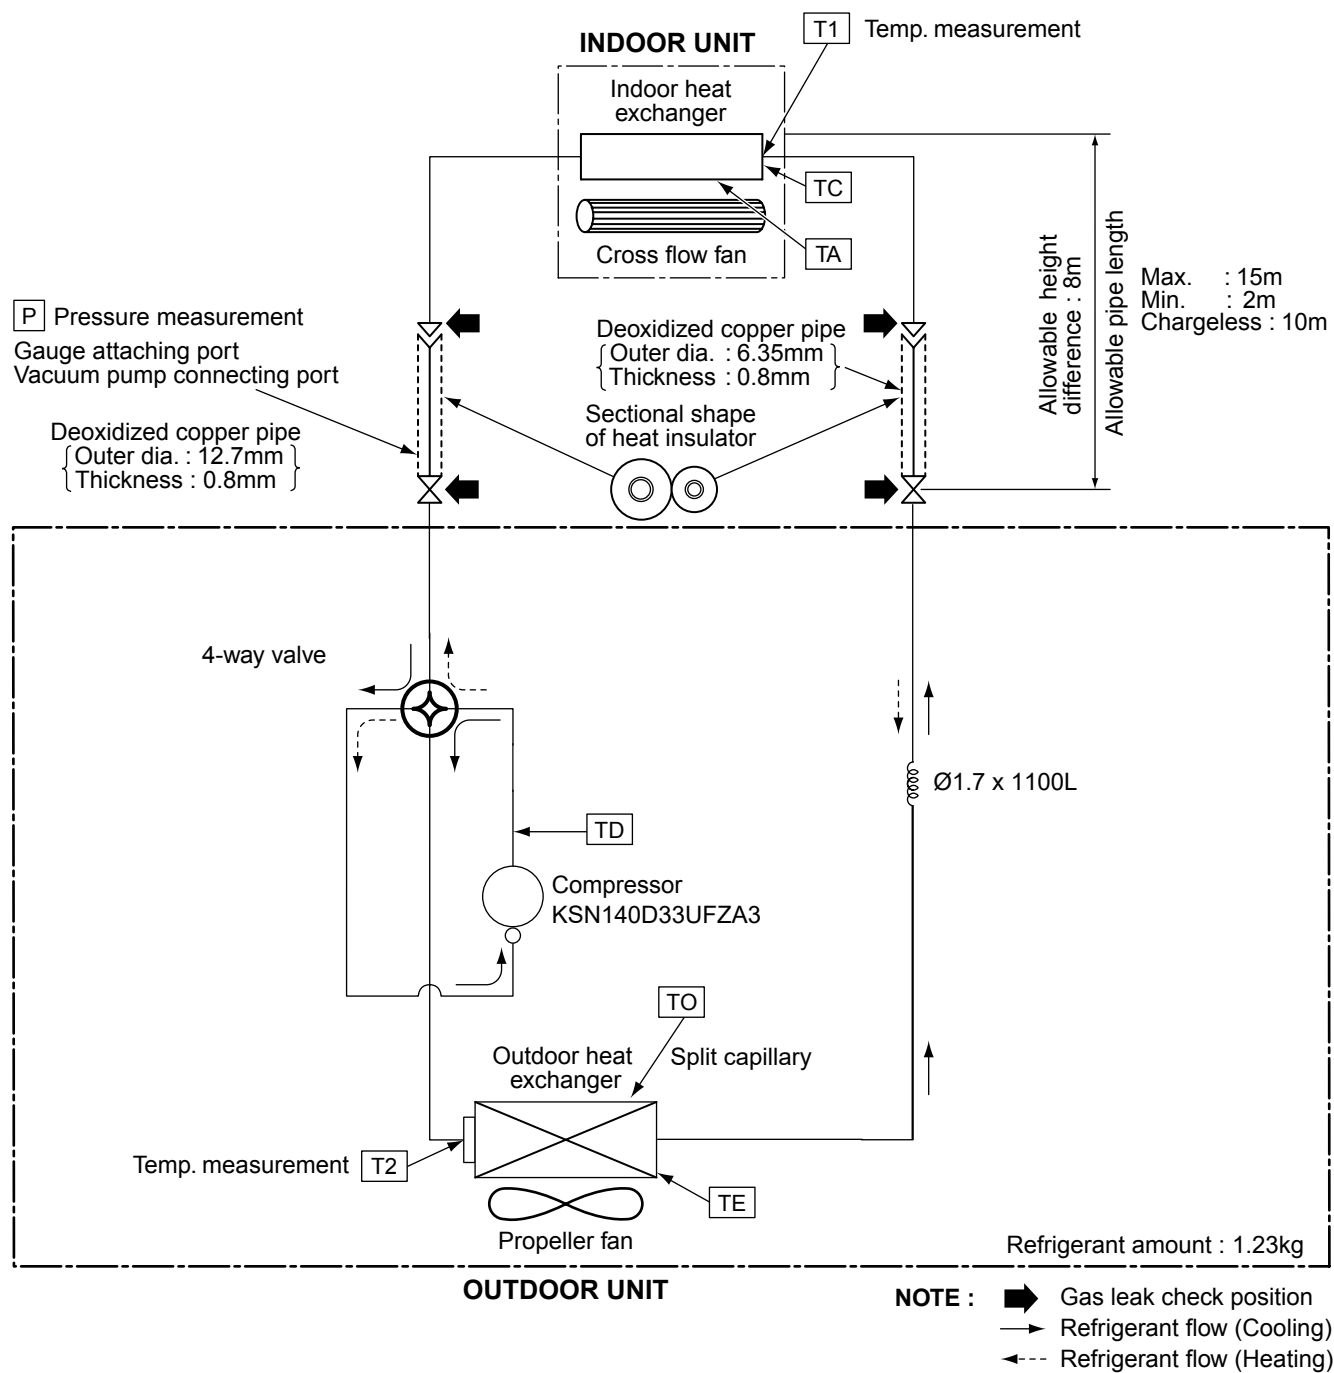 T1 Temp. measurement
INDOOR UNIT
Indoor heat
exchanger
TC
TA
Cross flow fan
Allowable height
difference : 8m
Allowable pipe length
Max. : 15m
Min. : 2m
Chargeless : 10m
P Pressure measurement
Gauge attaching port
Vacuum pump connecting port
Deoxidized copper pipe
Outer dia. : 6.35mm
Thickness : 0.8mm
Deoxidized copper pipe
Outer dia. : 12.7mm
Thickness : 0.8mm
Sectional shape
of heat insulator
4-way valve
Ø1.7 x 1100L
TD
Compressor
KSN140D33UFZA3
TO
Outdoor heat
exchanger
Split capillary
Temp. measurement T2
TE
Propeller fan
Refrigerant amount : 1.23kg
OUTDOOR UNIT
NOTE :
Gas leak check position
Refrigerant flow (Cooling)
Refrigerant flow (Heating)